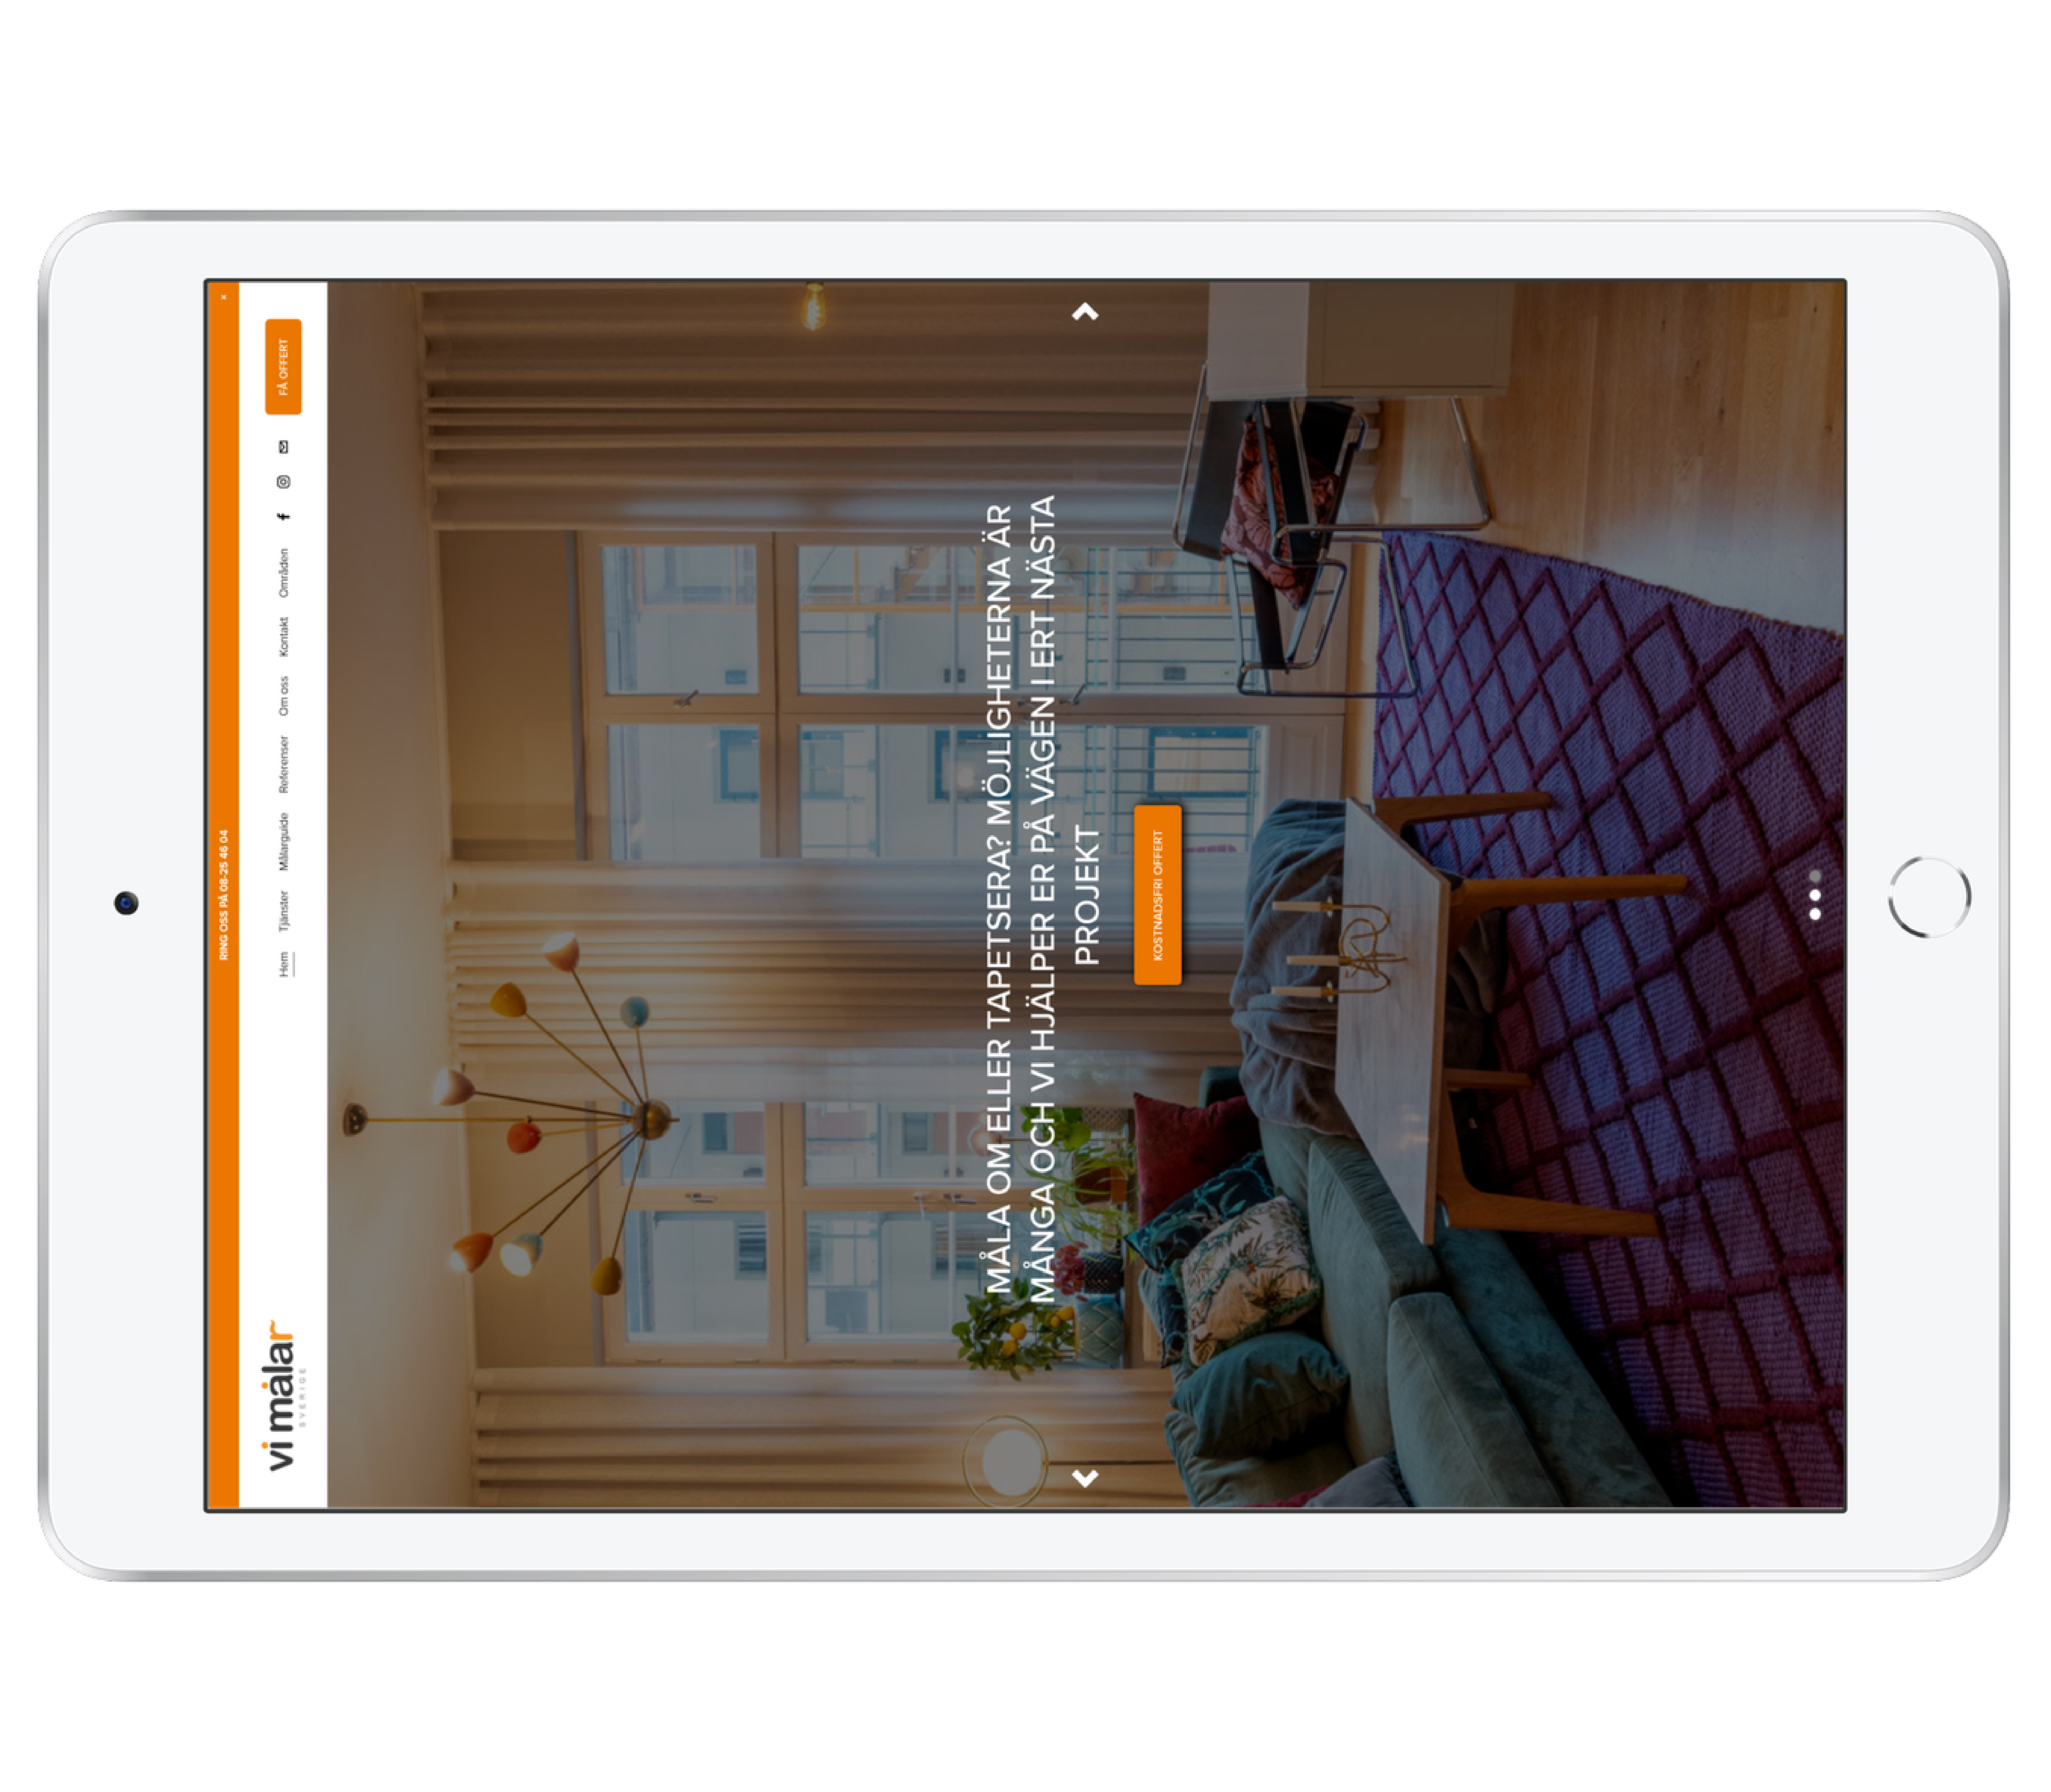 RING OSS PÅ 08-25 46 04
×
vi målar
SVERIGE
Hem Tjänster Målarguide Referenser Om oss Kontakt Områden
FÅ OFFERT
MÅLA OM ELLER TAPETSERA? MÖJLIGHETERNA ÄR
MÅNGA OCH VI HJÄLPER ER PÅ VÄGEN I ERT NÄSTA
PROJEKT
KOSTNADSFRI OFFERT